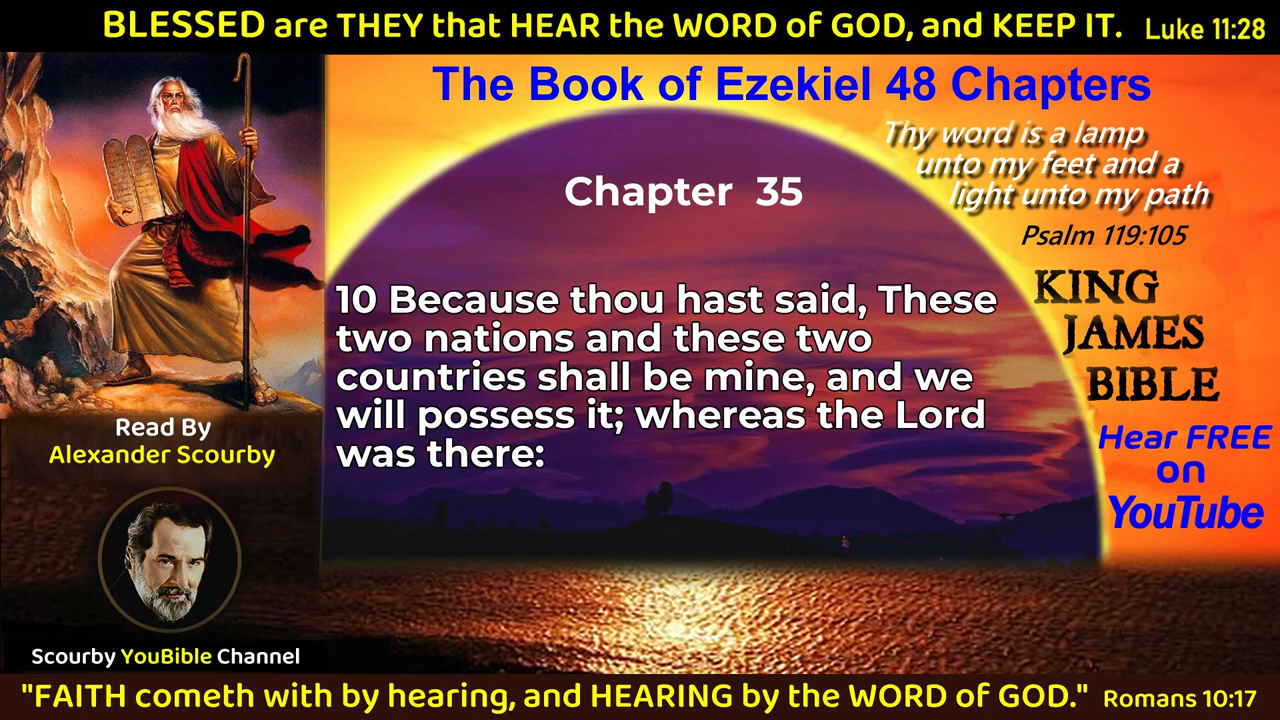 BLESSED are THEY that HEAR the WORD of GOD, and KEEP IT. Luke 11:28
The Book of Ezekiel 48 Chapters
Thy word is a lamp
unto my feet and a
light unto my path
Psalm 119:105
Chapter 35
10 Because thou hast said, These
two nations and these two
countries shall be mine, and we
will possess it; whereas the Lord
was there:
KING
JAMES
BIBLE
Hear FREE
on
YouTube
Read By
Alexander Scourby
Scourby YouBible Channel
"FAITH cometh with by hearing, and HEARING by the WORD of GOD." Romans 10:17